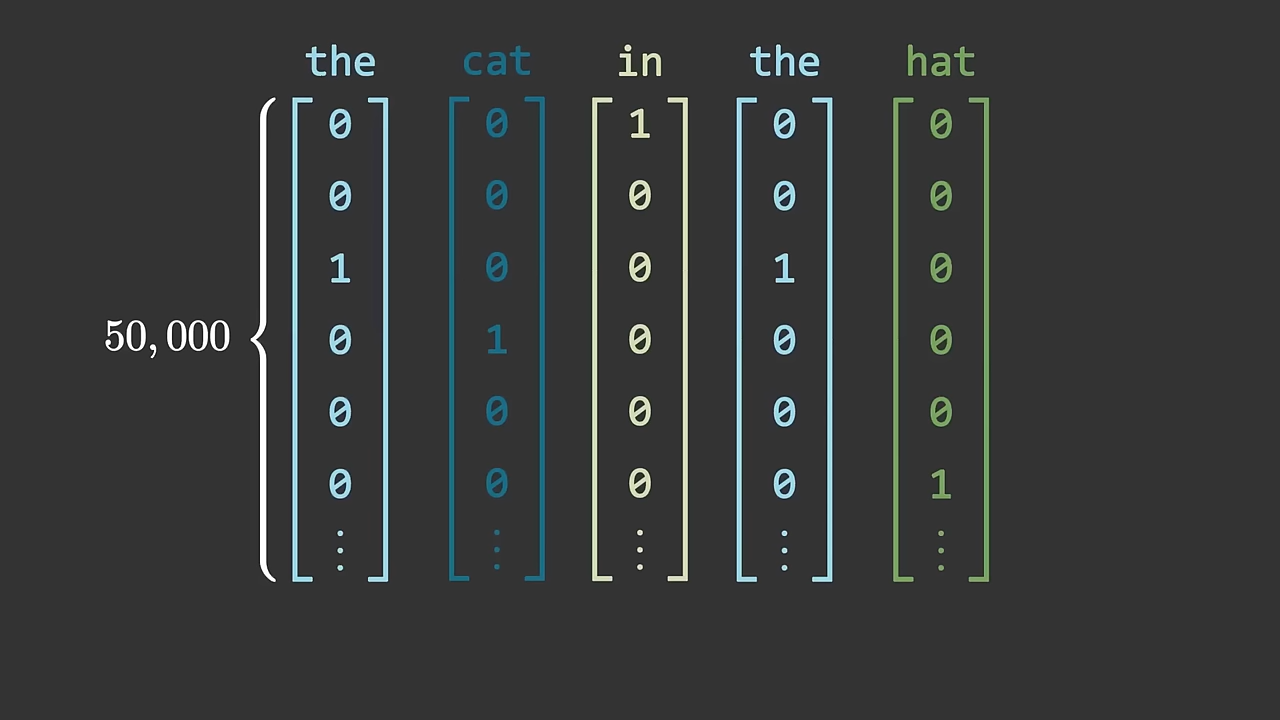 the cat in the hat
0 0 1 0 0
0 0 0 0 0
1 0 0 1 0
50,000 0 1 0 0 0
0 0 0 0 0
0 0 0 0 1
⋮ ⋮ ⋮ ⋮ ⋮